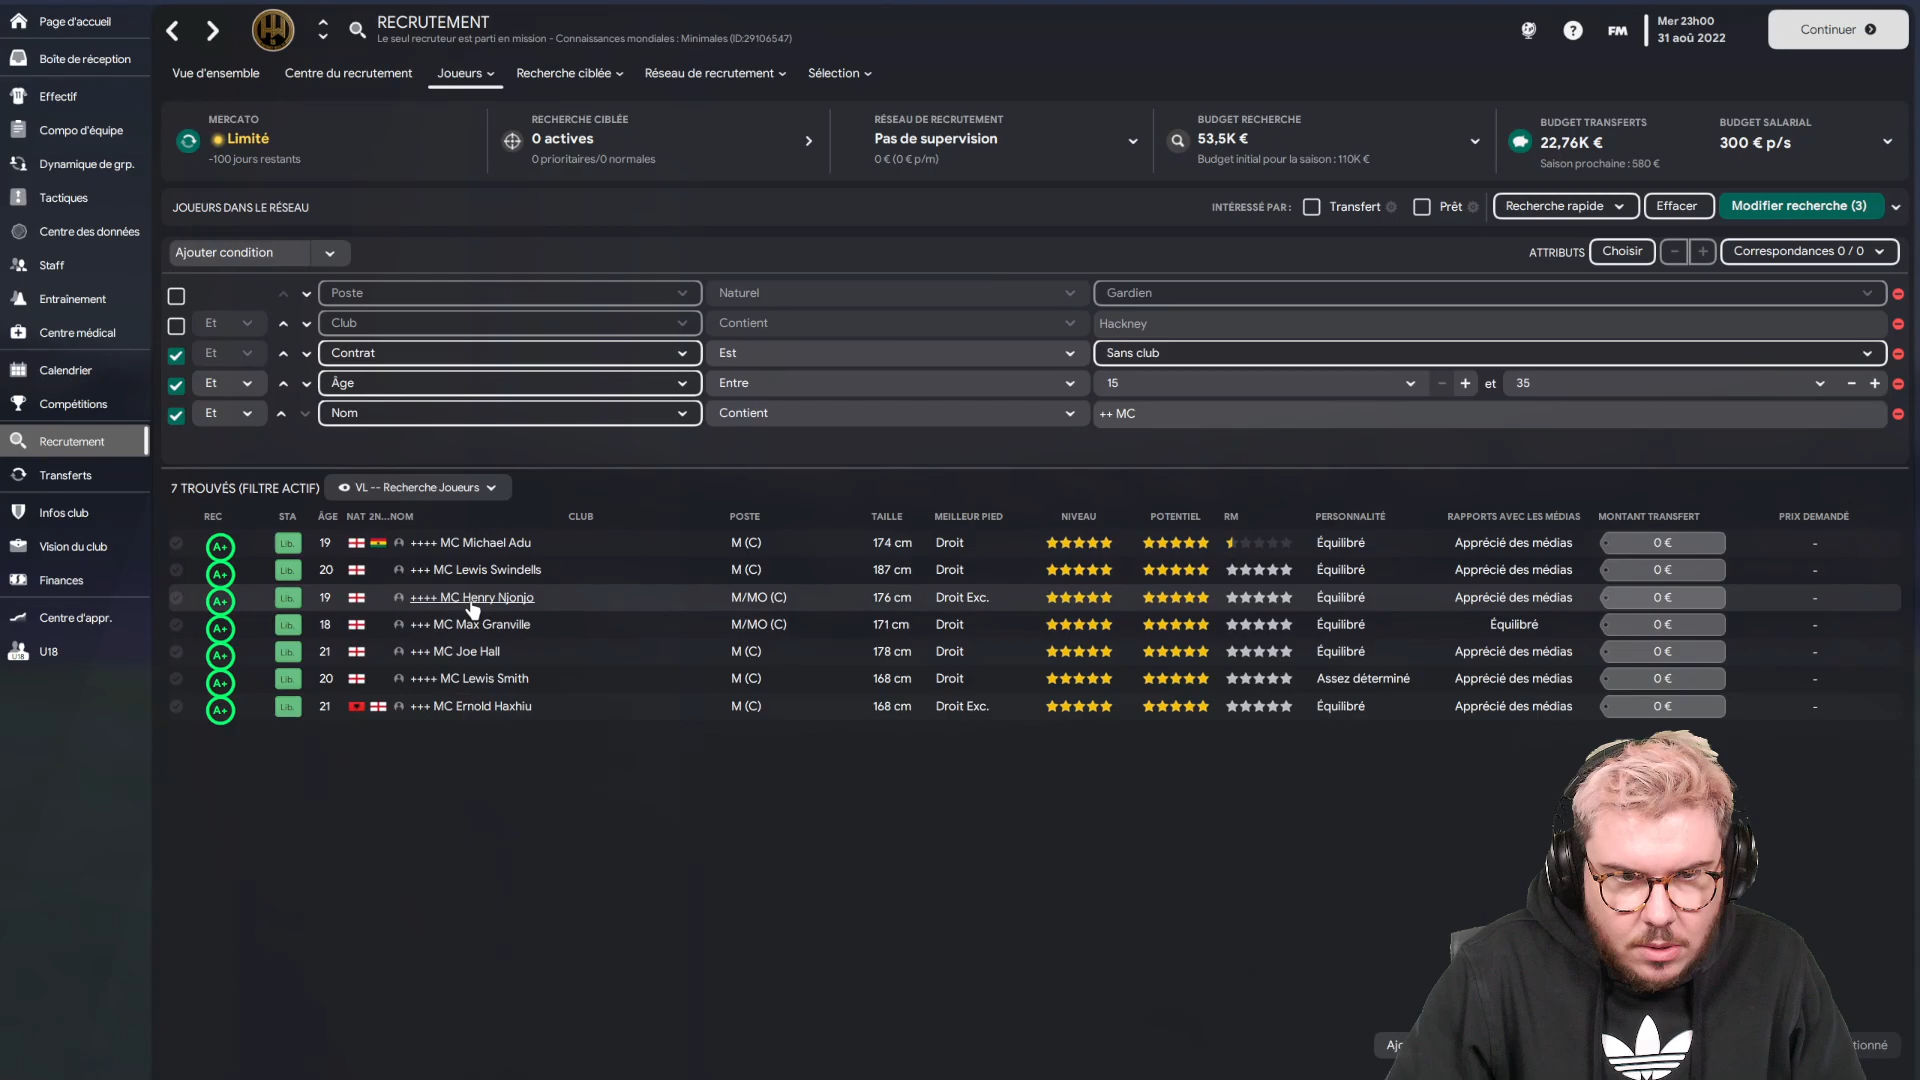 Page d'accueil
Boîte de réception
Effectif
Compo d'équipe
Dynamique de grp.
Tactiques
Centre des données
Staff
Entraînement
Centre médical
Calendrier
Compétitions
Recrutement
Transferts
Infos club
Vision du club
Finances
Centre d'appr.
U18
RECRUTEMENT
Le seul recruteur est parti en mission - Connaissances mondiales : Minimales (ID:29106547)
FM
Mer 23h00
31 aoû 2022
Continuer
Vue d'ensemble Centre du recrutement Joueurs Recherche ciblée Réseau de recrutement Sélection
MERCATO
Limité
-100 jours restants
RECHERCHE CIBLÉE
0 actives
0 prioritaires/0 normales
RÉSEAU DE RECRUTEMENT
Pas de supervision
0 € (0 € p/m)
BUDGET RECHERCHE
53,5K €
Budget initial pour la saison : 110K €
BUDGET TRANSFERTS
22,76K €
Saison prochaine : 580 €
BUDGET SALARIAL
300 € p/s
JOUEURS DANS LE RÉSEAU
INTÉRESSÉ PAR : Transfert Prêt Recherche rapide Effacer Modifier recherche (3)
Ajouter condition ATTRIBUTS Choisir - + Correspondances 0 / 0
Poste Naturel Gardien
Et Club Contient Hackney
Et Contrat Est Sans club
Et Âge Entre 15 - + et 35 - +
Et Nom Contient ++ MC
7 TROUVÉS (FILTRE ACTIF) VL -- Recherche Joueurs
REC STA ÂGE NAT 2N...NOM CLUB POSTE TAILLE MEILLEUR PIED NIVEAU POTENTIEL RM PERSONNALITÉ RAPPORTS AVEC LES MÉDIAS MONTANT TRANSFERT PRIX DEMANDÉ
A+ Lib. 19 ++++ MC Michael Adu M (C) 174 cm Droit Équilibré Apprécié des médias 0 € -
A+ Lib. 20 +++ MC Lewis Swindells M (C) 187 cm Droit Équilibré Apprécié des médias 0 € -
A+ Lib. 19 ++++ MC Henry Njonjo M/MO (C) 176 cm Droit Exc. Équilibré Apprécié des médias 0 € -
A+ Lib. 18 +++ MC Max Granville M/MO (C) 171 cm Droit Équilibré Équilibré 0 € -
A+ Lib. 21 +++ MC Joe Hall M (C) 178 cm Droit Équilibré Apprécié des médias 0 € -
A+ Lib. 20 ++++ MC Lewis Smith M (C) 168 cm Droit Assez déterminé Apprécié des médias 0 € -
A+ Lib. 21 +++ MC Ernold Haxhiu M (C) 168 cm Droit Exc. Équilibré Apprécié des médias 0 € -